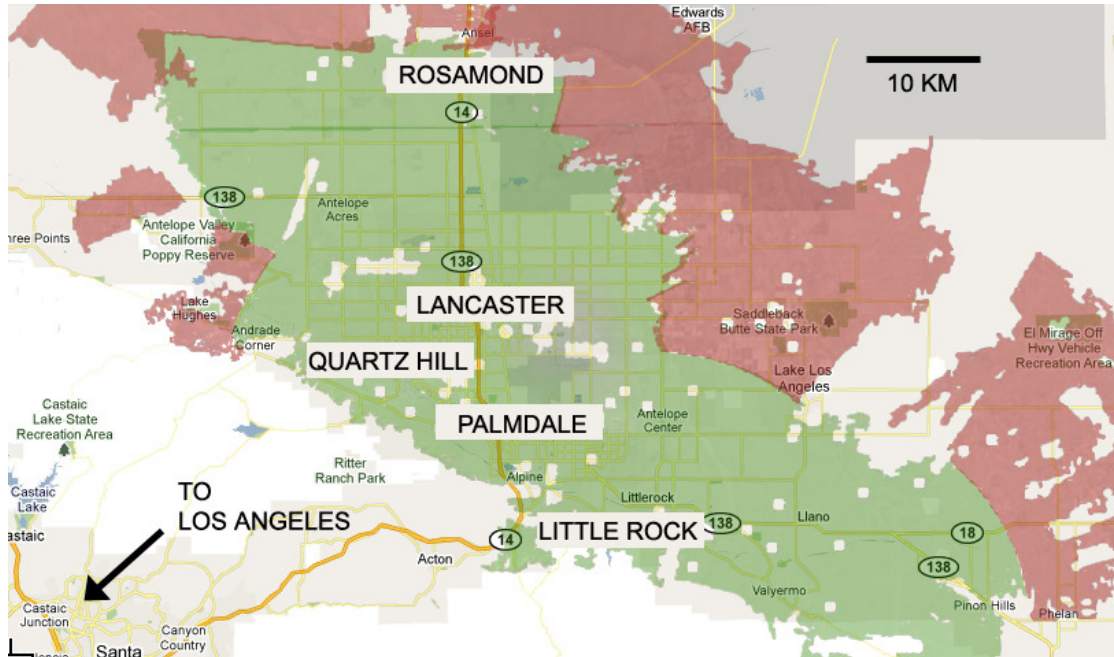 Edwards
AFB
Ansel
ROSAMOND
10 KM
14
138
Antelope
Acres
Antelope Valley
California
Poppy Reserve
hree Points
138
LANCASTER
Lake
Hughes
Andrade
Corner
Saddleback
Butte State Park
El Mirage Off
Hwy Vehicle
Recreation Area
QUARTZ HILL
Lake Los
Angeles
Castaic
Lake State
Recreation Area
PALMDALE
Antelope
Center
Ritter
Ranch Park
Alpine
TO
LOS ANGELES
Castaic
Lake
Littlerock
Llano
astaic
14
LITTLE ROCK
138
18
Acton
138
Valyermo
Pinon Hills
Phelan
Castaic
Junction
Canyon
Country
Santa